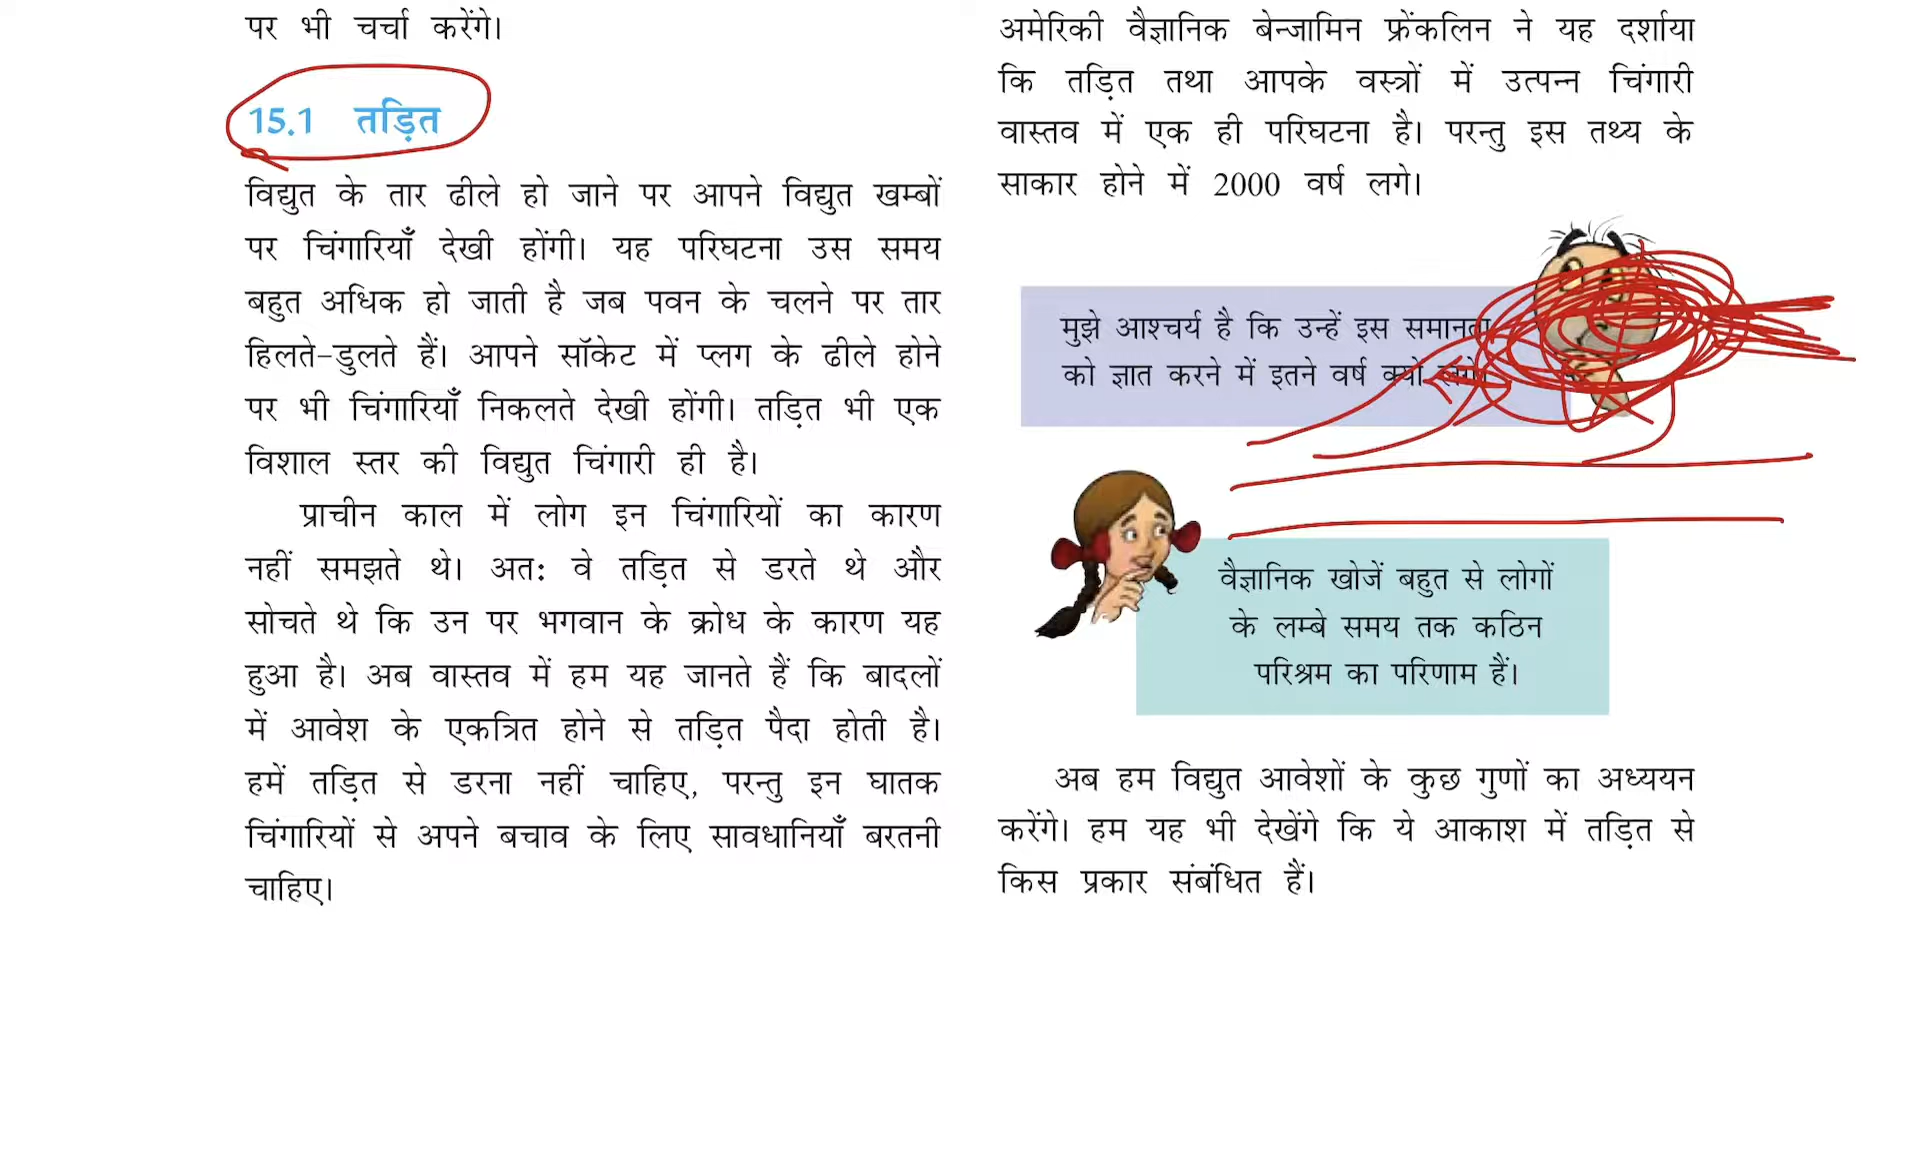 पर भी चर्चा करेंगे।
15.1 तड़ित
विद्युत के तार ढीले हो जाने पर आपने विद्युत खम्बों
पर चिंगारियाँ देखी होंगी। यह परिघटना उस समय
बहुत अधिक हो जाती है जब पवन के चलने पर तार
हिलते-डुलते हैं। आपने सॉकेट में प्लग के ढीले होने
पर भी चिंगारियाँ निकलते देखी होंगी। तड़ित भी एक
विशाल स्तर की विद्युत चिंगारी ही है।
प्राचीन काल में लोग इन चिंगारियों का कारण
नहीं समझते थे। अतः वे तड़ित से डरते थे और
सोचते थे कि उन पर भगवान के क्रोध के कारण यह
हुआ है। अब वास्तव में हम यह जानते हैं कि बादलों
में आवेश के एकत्रित होने से तड़ित पैदा होती है।
हमें तड़ित से डरना नहीं चाहिए, परन्तु इन घातक
चिंगारियों से अपने बचाव के लिए सावधानियाँ बरतनी
चाहिए।
अमेरिकी वैज्ञानिक बेन्जामिन फ्रेंकलिन ने यह दर्शाया
कि तड़ित तथा आपके वस्त्रों में उत्पन्न चिंगारी
वास्तव में एक ही परिघटना है। परन्तु इस तथ्य के
साकार होने में 2000 वर्ष लगे।
मुझे आश्चर्य है कि उन्हें इस समानता
को ज्ञात करने में इतने वर्ष क्यों लगे।
वैज्ञानिक खोजें बहुत से लोगों
के लम्बे समय तक कठिन
परिश्रम का परिणाम हैं।
अब हम विद्युत आवेशों के कुछ गुणों का अध्ययन
करेंगे। हम यह भी देखेंगे कि ये आकाश में तड़ित से
किस प्रकार संबंधित हैं।